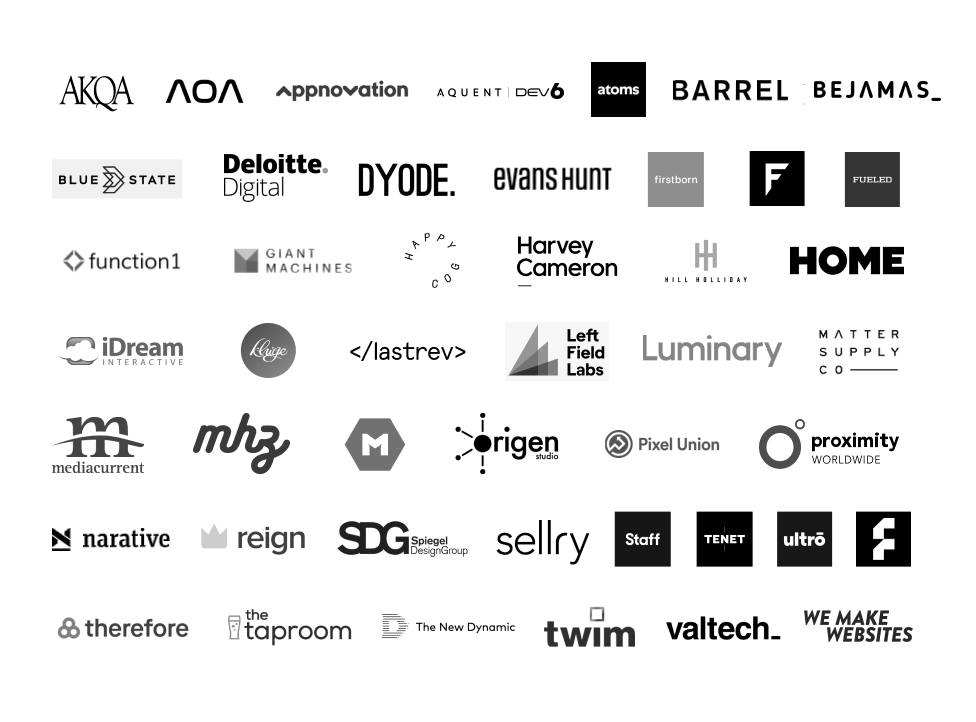 AKQA AOA Appnovation AQUENT | DEV6 atoms BARREL BEJAMAS_
BLUE STATE Deloitte. Digital DYODE. evans HUNT firstborn F FUELED
function1 GIANT MACHINES HAPPY COG Harvey Cameron HILL HOLLIDAY HOME
iDream INTERACTIVE kluge </lastrev> Left Field Labs Luminary MATTER SUPPLY CO
m mediacurrent mhz M Origen studio Pixel Union proximity WORLDWIDE
N narative reign SDG Spiegel DesignGroup sellry Staff TENET ultrō F
therefore the taproom D The New Dynamic twim valtech_ WE MAKE WEBSITES